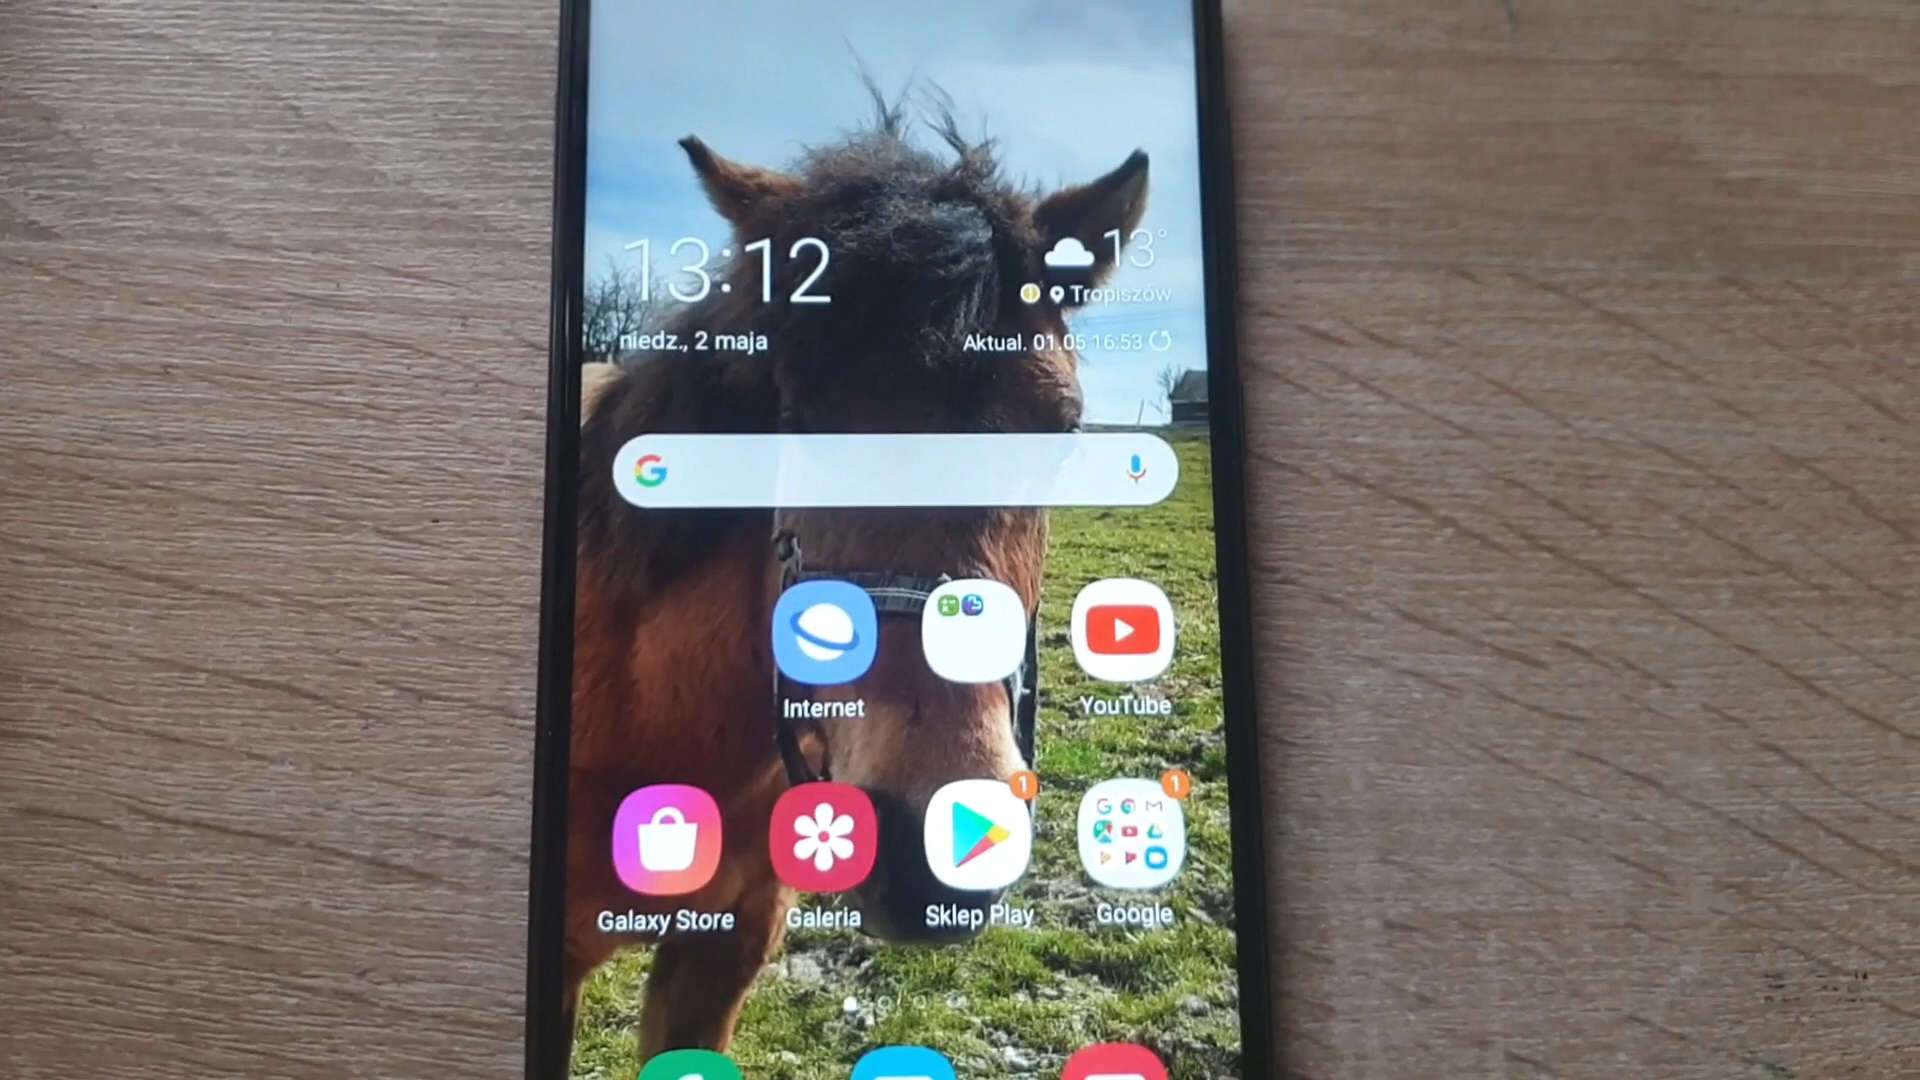 13:12
13°
Tropiszów
niedz., 2 maja
Aktual. 01.05 16:53
Internet
YouTube
1
1
Galaxy Store
Galeria
Sklep Play
Google